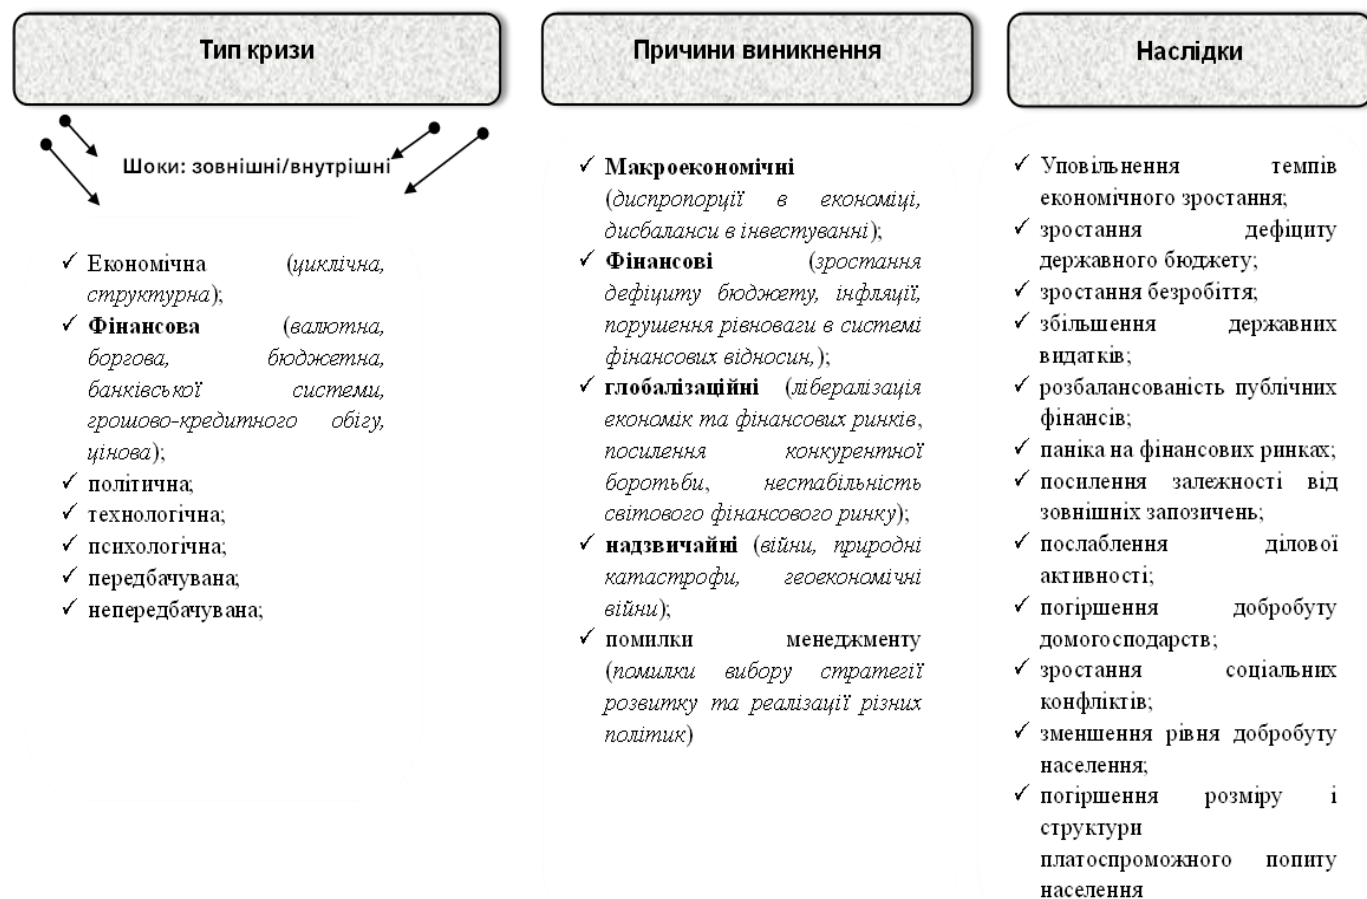 Тип кризи
Шоки: зовнішні/внутрішні
✓ Економічна (циклічна,
структурна);
✓ Фінансова (валютна,
боргова, бюджетна,
банківської системи,
грошово-кредитного обігу,
цінова);
✓ політична;
✓ технологічна;
✓ психологічна;
✓ передбачувана;
✓ непередбачувана;
Причини виникнення
✓ Макроекономічні
(диспропорції в економіці,
дисбаланси в інвестуванні);
✓ Фінансові (зростання
дефіциту бюджету, інфляції,
порушення рівноваги в системі
фінансових відносин,);
✓ глобалізаційні (лібералізація
економік та фінансових ринків,
посилення конкурентної
боротьби, нестабільність
світового фінансового ринку);
✓ надзвичайні (війни, природні
катастрофи, геоекономічні
війни);
✓ помилки менеджменту
(помилки вибору стратегії
розвитку та реалізації різних
політик)
Наслідки
✓ Уповільнення темпів
економічного зростання;
✓ зростання дефіциту
державного бюджету;
✓ зростання безробіття;
✓ збільшення державних
видатків;
✓ розбалансованість публічних
фінансів;
✓ паніка на фінансових ринках;
✓ посилення залежності від
зовнішніх запозичень;
✓ послаблення ділової
активності;
✓ погіршення добробуту
домогосподарств;
✓ зростання соціальних
конфліктів;
✓ зменшення рівня добробуту
населення;
✓ погіршення розміру і
структури
платоспроможного попиту
населення